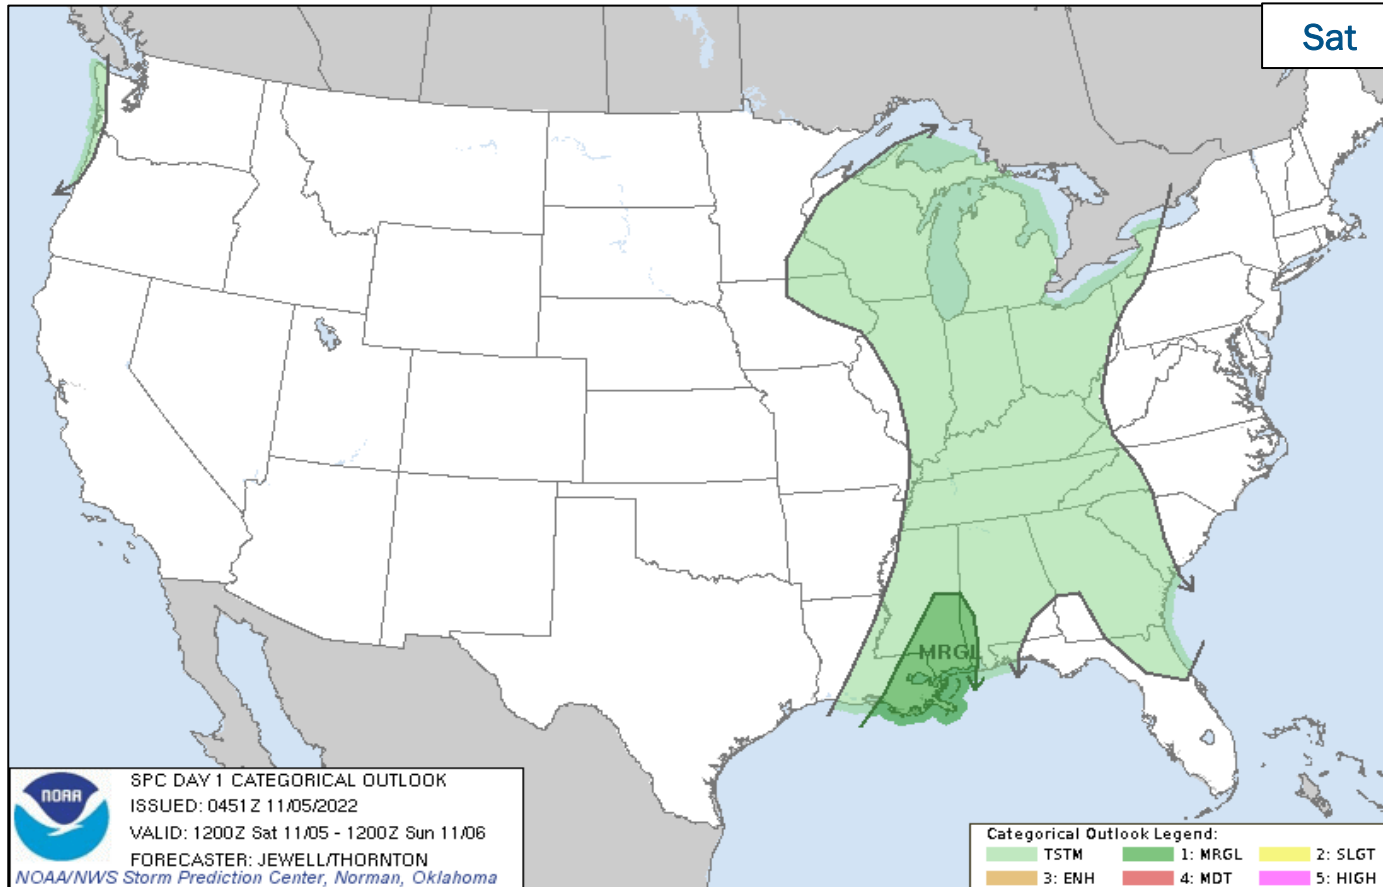 Sat
MRGL
NOAA
SPC DAY 1 CATEGORICAL OUTLOOK
ISSUED: 0451Z 11/05/2022
VALID: 1200Z Sat 11/05 - 1200Z Sun 11/06
FORECASTER: JEWELL/THORNTON
NOAA/NWS Storm Prediction Center, Norman, Oklahoma
Categorical Outlook Legend:
TSTM 1: MRGL 2: SLGT
3: ENH 4: MDT 5: HIGH